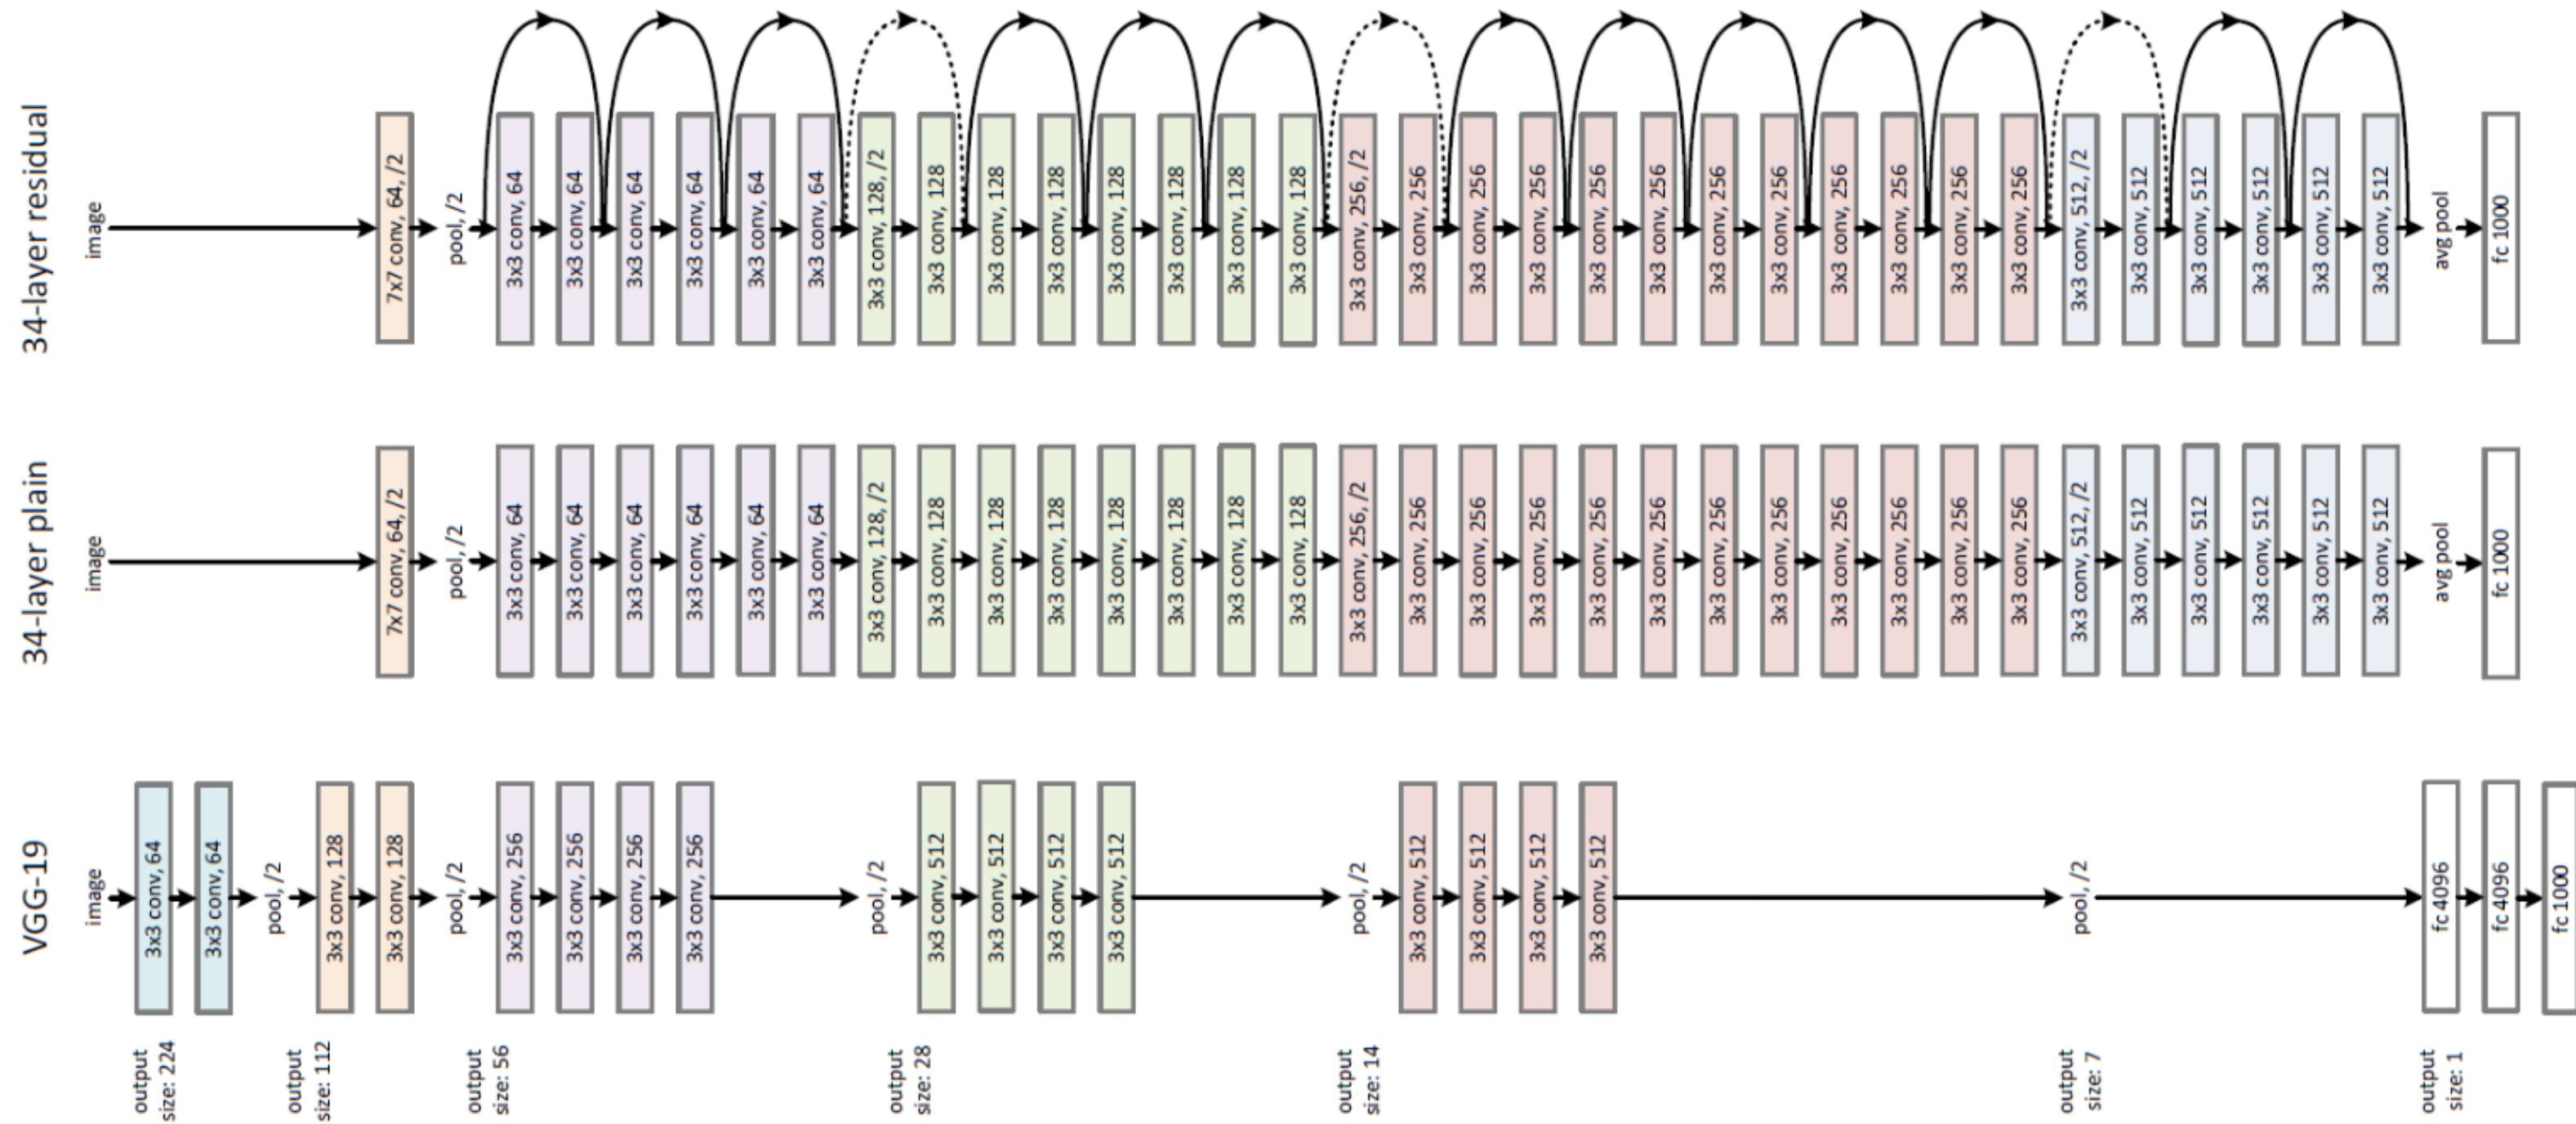 34-layer residual
image
7x7 conv, 64, /2
pool, /2
3x3 conv, 64
3x3 conv, 64
3x3 conv, 64
3x3 conv, 64
3x3 conv, 64
3x3 conv, 64
3x3 conv, 128, /2
3x3 conv, 128
3x3 conv, 128
3x3 conv, 128
3x3 conv, 128
3x3 conv, 128
3x3 conv, 128
3x3 conv, 128
3x3 conv, 256, /2
3x3 conv, 256
3x3 conv, 256
3x3 conv, 256
3x3 conv, 256
3x3 conv, 256
3x3 conv, 256
3x3 conv, 256
3x3 conv, 256
3x3 conv, 256
3x3 conv, 256
3x3 conv, 256
3x3 conv, 512, /2
3x3 conv, 512
3x3 conv, 512
3x3 conv, 512
3x3 conv, 512
3x3 conv, 512
avg pool
fc 1000
34-layer plain
image
7x7 conv, 64, /2
pool, /2
3x3 conv, 64
3x3 conv, 64
3x3 conv, 64
3x3 conv, 64
3x3 conv, 64
3x3 conv, 64
3x3 conv, 128, /2
3x3 conv, 128
3x3 conv, 128
3x3 conv, 128
3x3 conv, 128
3x3 conv, 128
3x3 conv, 128
3x3 conv, 128
3x3 conv, 256, /2
3x3 conv, 256
3x3 conv, 256
3x3 conv, 256
3x3 conv, 256
3x3 conv, 256
3x3 conv, 256
3x3 conv, 256
3x3 conv, 256
3x3 conv, 256
3x3 conv, 256
3x3 conv, 256
3x3 conv, 512, /2
3x3 conv, 512
3x3 conv, 512
3x3 conv, 512
3x3 conv, 512
3x3 conv, 512
avg pool
fc 1000
VGG-19
image
3x3 conv, 64
3x3 conv, 64
pool, /2
3x3 conv, 128
3x3 conv, 128
pool, /2
3x3 conv, 256
3x3 conv, 256
3x3 conv, 256
3x3 conv, 256
pool, /2
3x3 conv, 512
3x3 conv, 512
3x3 conv, 512
3x3 conv, 512
pool, /2
3x3 conv, 512
3x3 conv, 512
3x3 conv, 512
3x3 conv, 512
pool, /2
fc 4096
fc 4096
fc 1000
output
size: 224
output
size: 112
output
size: 56
output
size: 28
output
size: 14
output
size: 7
output
size: 1